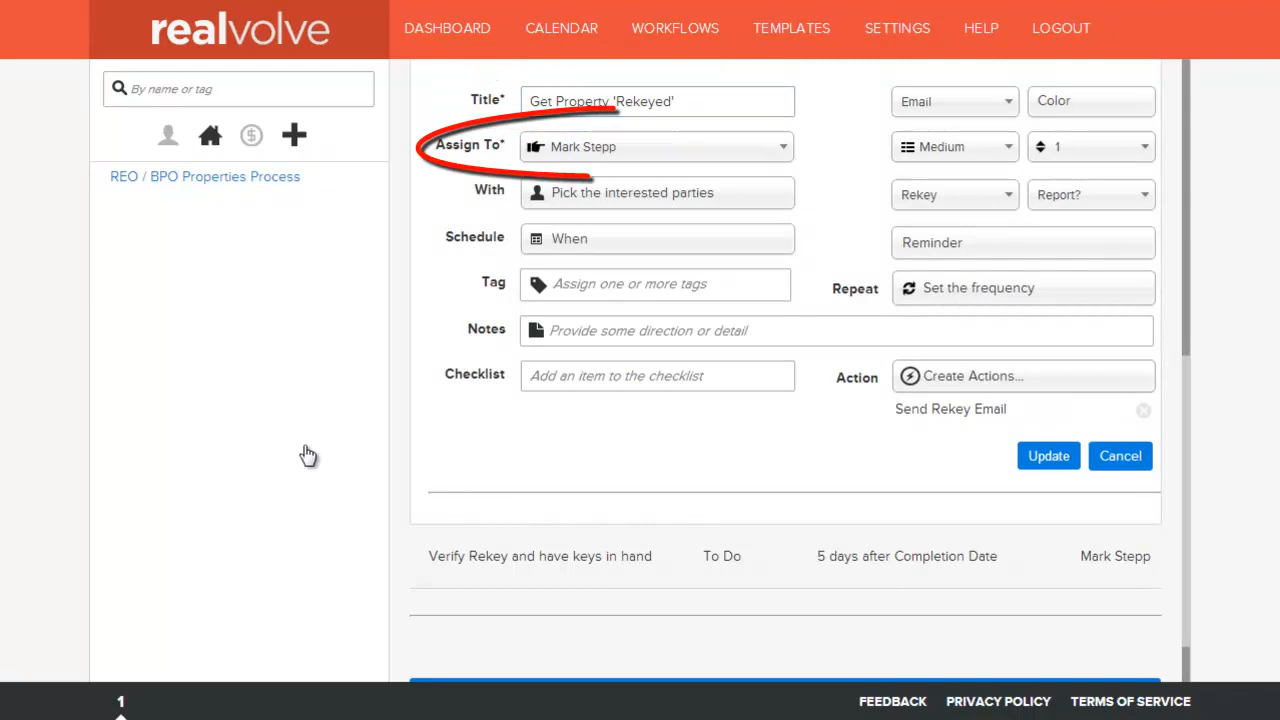 realvolve
DASHBOARD CALENDAR WORKFLOWS TEMPLATES SETTINGS HELP LOGOUT
By name or tag
REO / BPO Properties Process
Title* Get Property 'Rekeyed' Email Color
Assign To* Mark Stepp Medium 1
With Pick the interested parties Rekey Report?
Schedule When Reminder
Tag Assign one or more tags Repeat Set the frequency
Notes Provide some direction or detail
Checklist Add an item to the checklist Action Create Actions...
Send Rekey Email
Update Cancel
Verify Rekey and have keys in hand To Do 5 days after Completion Date Mark Stepp
1 FEEDBACK PRIVACY POLICY TERMS OF SERVICE